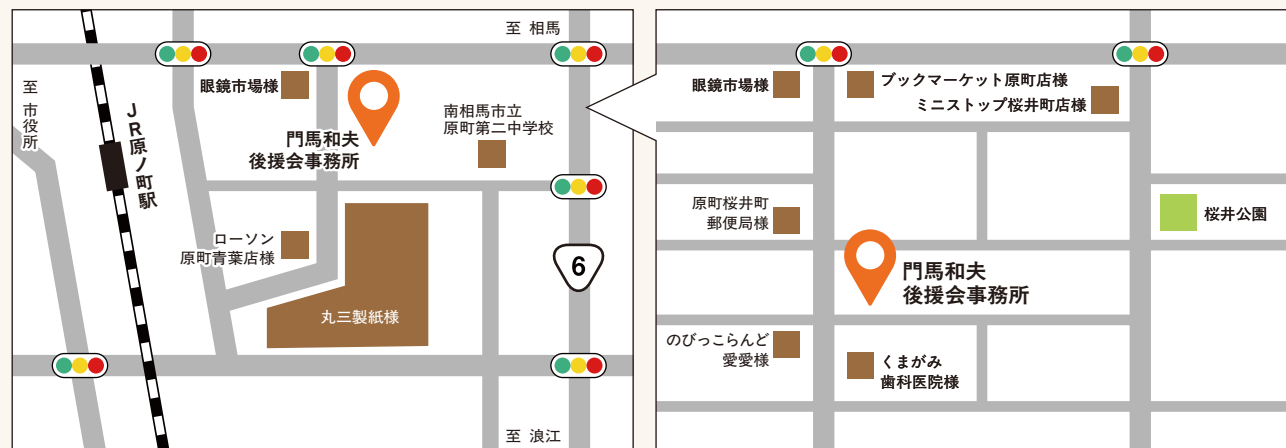 至 相馬
至 市役所
JR原ノ町駅
眼鏡市場様
門馬和夫
後援会事務所
南相馬市立
原町第二中学校
ローソン
原町青葉店様
丸三製紙様
6
至 浪江
眼鏡市場様
ブックマーケット原町店様
ミニストップ桜井町店様
原町桜井町
郵便局様
桜井公園
門馬和夫
後援会事務所
のびっこらんど
愛愛様
くまがみ
歯科医院様